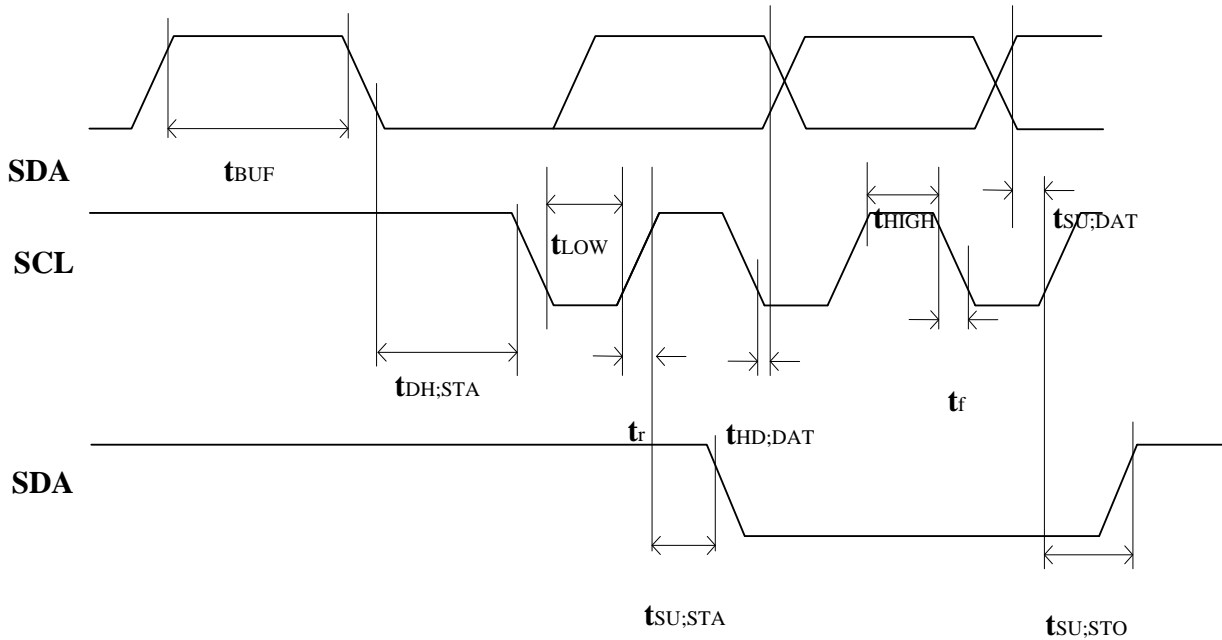 SDA
tBUF
SCL
tLOW
tHIGH
tSU;DAT
tDH;STA
tf
tr
tHD;DAT
SDA
tSU;STA
tSU;STO